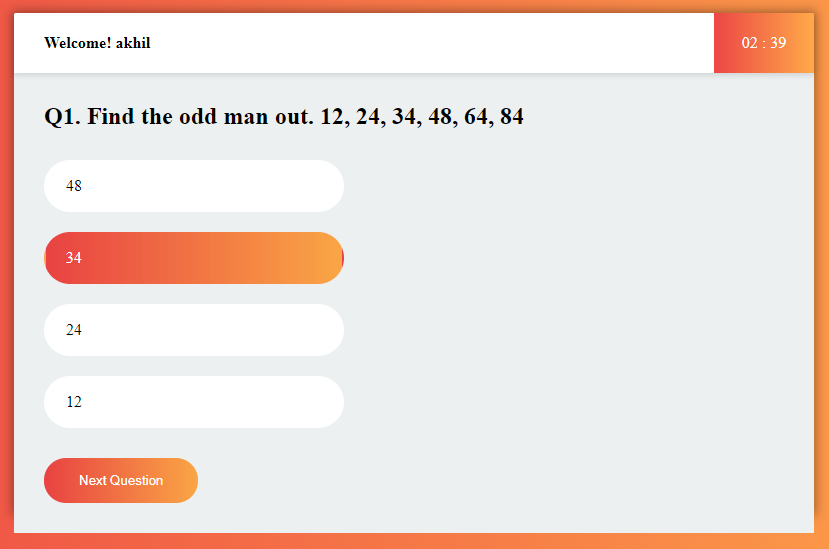 Welcome! akhil
02 : 39
Q1. Find the odd man out. 12, 24, 34, 48, 64, 84
48
34
24
12
Next Question